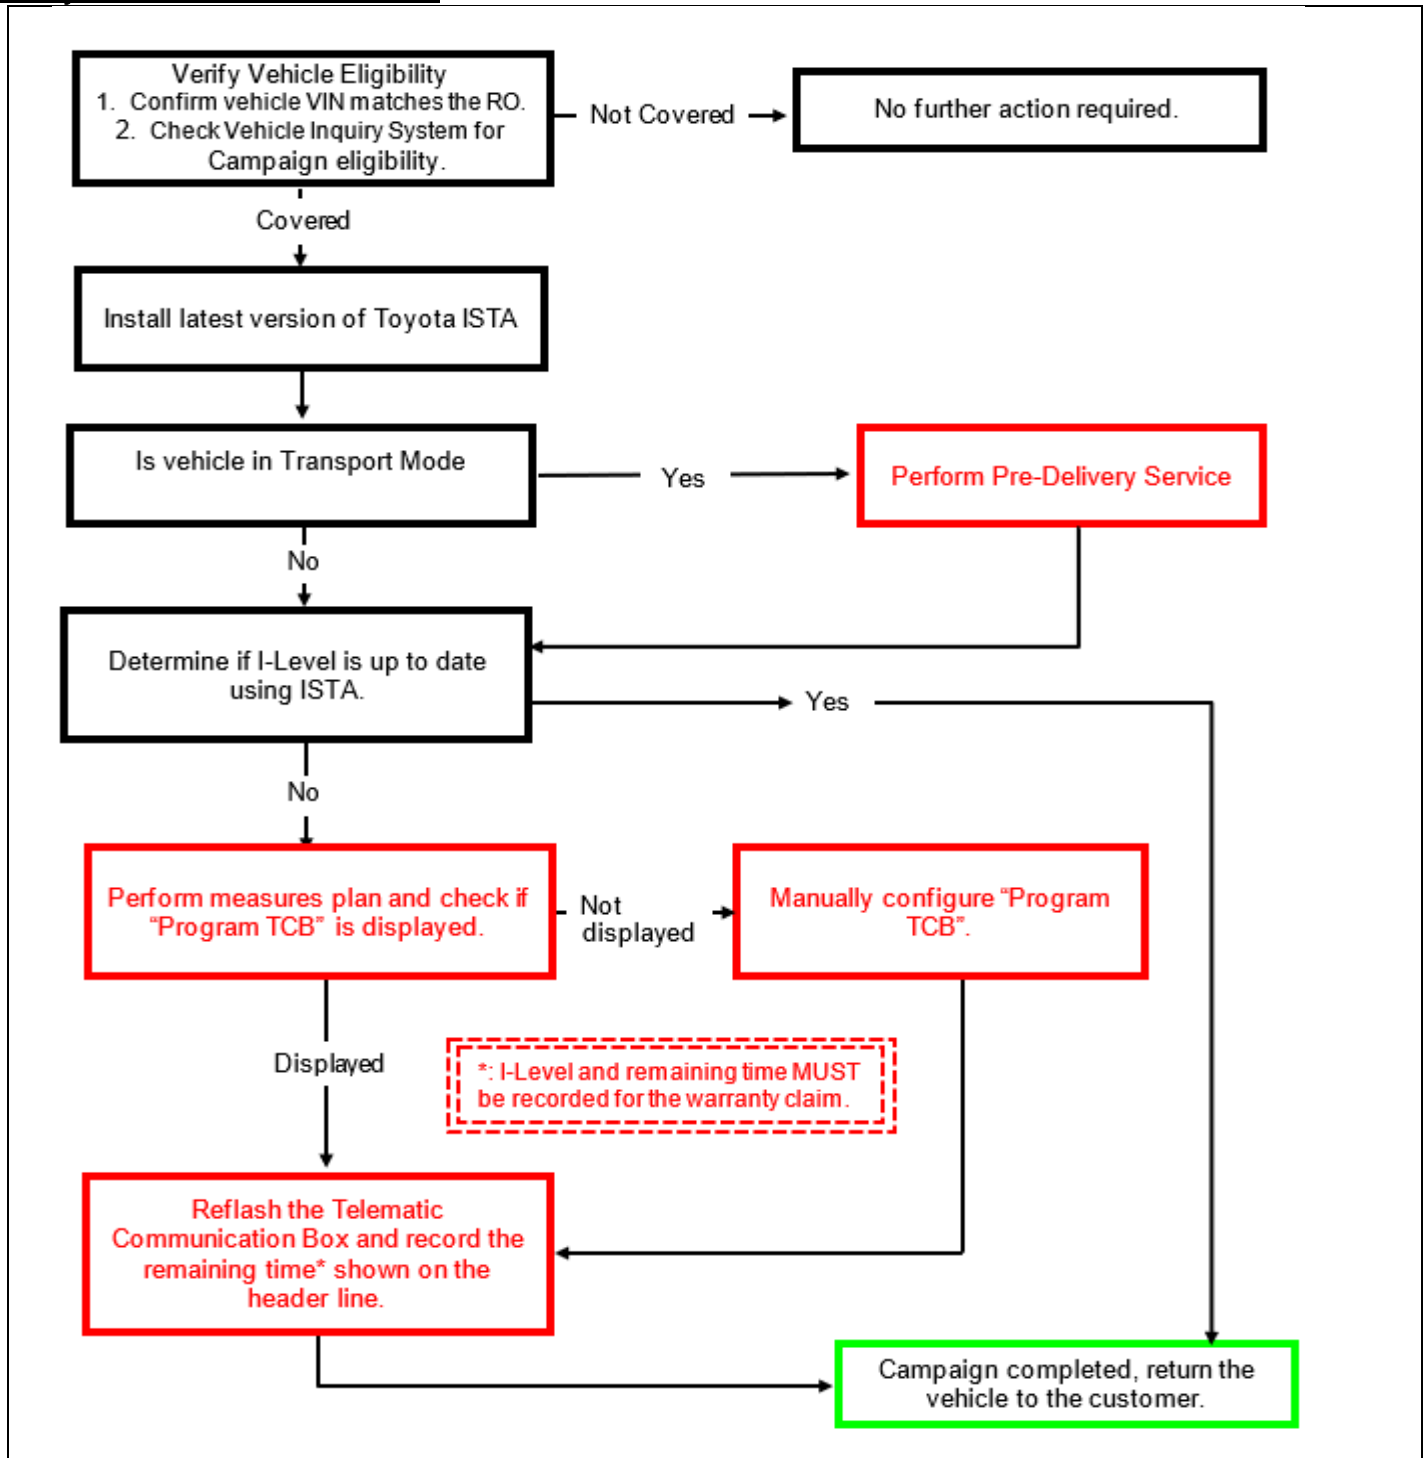 Verify Vehicle Eligibility
1. Confirm vehicle VIN matches the RO.
2. Check Vehicle Inquiry System for
Campaign eligibility.
Not Covered
No further action required.
Covered
Install latest version of Toyota ISTA
Is vehicle in Transport Mode
Yes
Perform Pre-Delivery Service
No
Determine if I-Level is up to date
using ISTA.
Yes
No
Perform measures plan and check if
“Program TCB” is displayed.
Not
displayed
Manually configure “Program
TCB”.
Displayed
*: I-Level and remaining time MUST
be recorded for the warranty claim.
Reflash the Telematic
Communication Box and record the
remaining time* shown on the
header line.
Campaign completed, return the
vehicle to the customer.